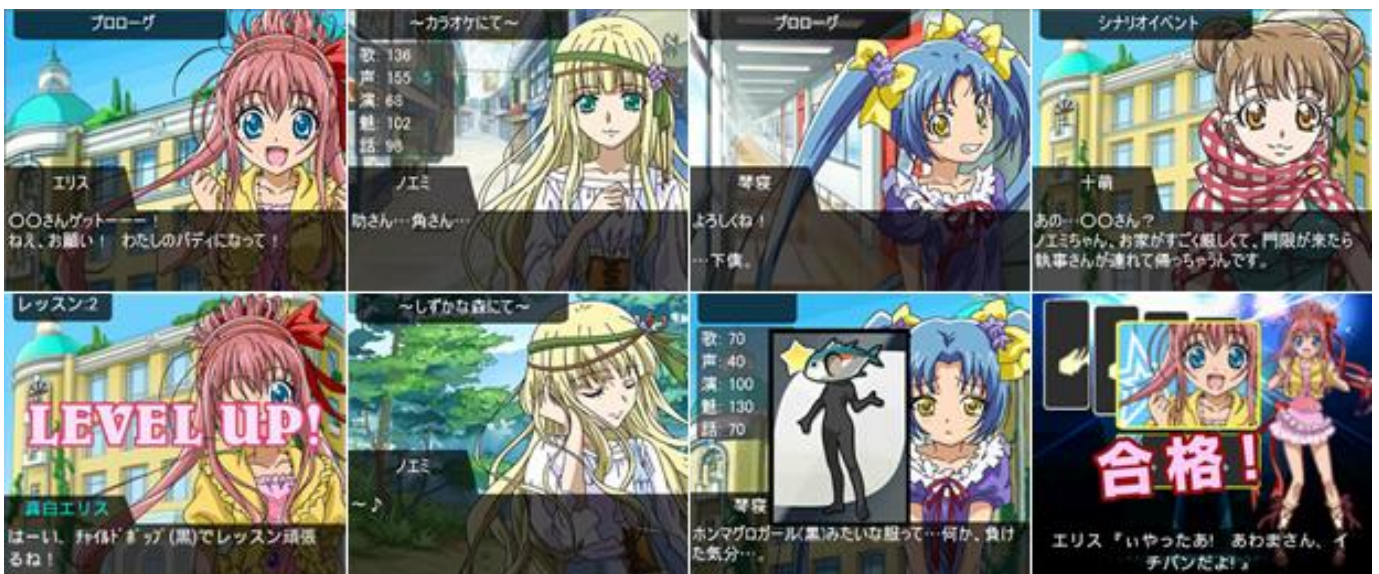 プロローグ
エリス
〇〇さんゲットーーー!
ねえ、お願い! わたしのバディになって!
～カラオケにて～
歌: 136
声: 155 5
演: 68
魅: 102
話: 96
ノエミ
助さん…角さん…
プロローグ
琴寝
よろしくね!
…下僕。
シナリオイベント
十萌
あの…〇〇さん?
ノエミちゃん、お家がすごく厳しくて、門限が来たら
執事さんが連れて帰っちゃうんです。
レッスン:2
LEVEL UP!
真白エリス
はーい、チャイルドポップ(黒)でレッスン頑張
るね!
～しずかな森にて～
ノエミ
～♪
歌: 70
声: 40
演: 100
魅: 130
話: 70
琴寝
ホンマグロガール(黒)みたいな服って…何か、負け
た気分…。
合格!
エリス『ぃやったあ! あわまさん、イ
チバンだよ!』